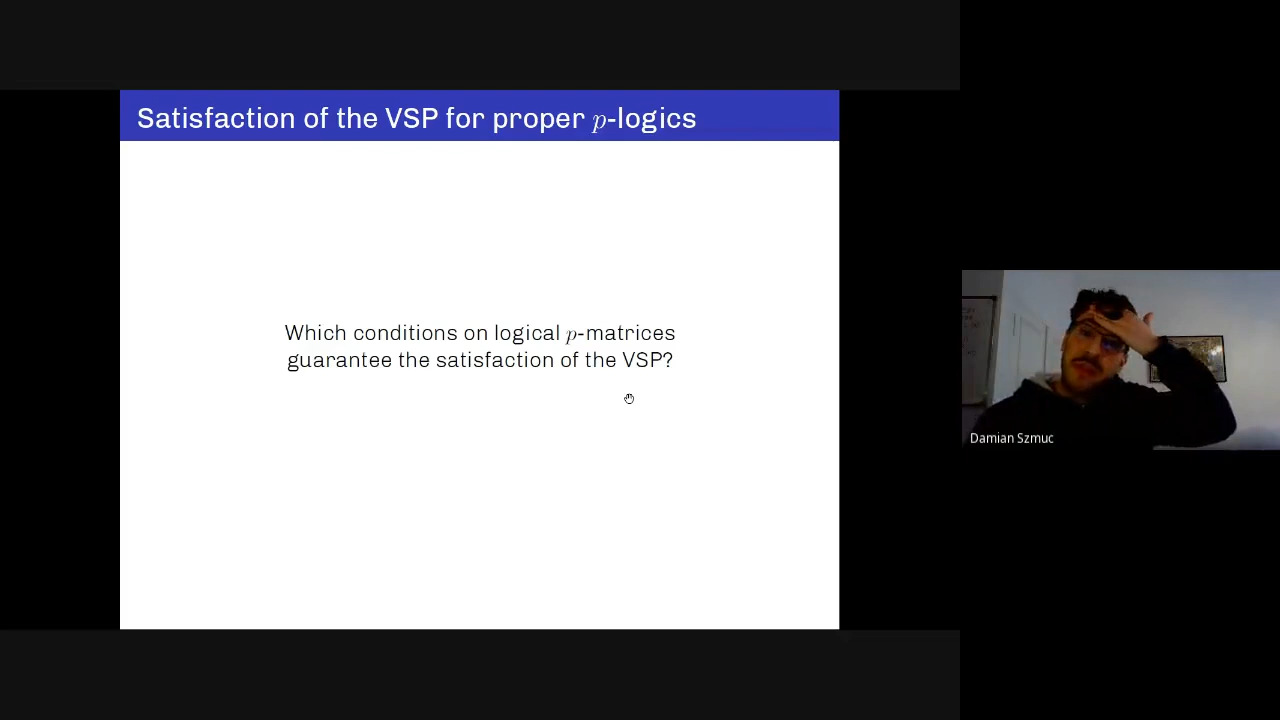 Satisfaction of the VSP for proper p-logics
Which conditions on logical p-matrices
guarantee the satisfaction of the VSP?
Damian Szmuc